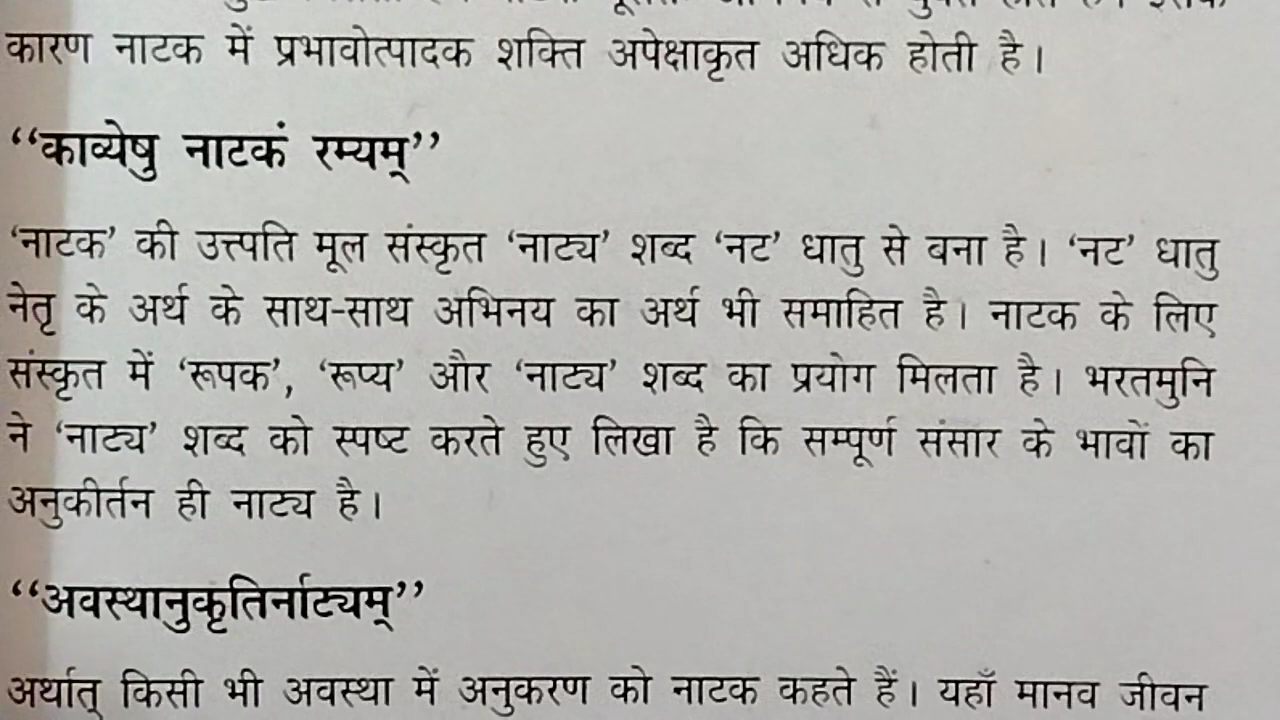 कारण नाटक में प्रभावोत्पादक शक्ति अपेक्षाकृत अधिक होती है।
‘‘काव्येषु नाटकं रम्यम्’’
‘नाटक’ की उत्त्पति मूल संस्कृत ‘नाट्य’ शब्द ‘नट’ धातु से बना है। ‘नट’ धातु
नेतृ के अर्थ के साथ-साथ अभिनय का अर्थ भी समाहित है। नाटक के लिए
संस्कृत में ‘रूपक’, ‘रूप्य’ और ‘नाट्य’ शब्द का प्रयोग मिलता है। भरतमुनि
ने ‘नाट्य’ शब्द को स्पष्ट करते हुए लिखा है कि सम्पूर्ण संसार के भावों का
अनुकीर्तन ही नाट्य है।
‘‘अवस्थानुकृतिर्नाट्यम्’’
अर्थात् किसी भी अवस्था में अनुकरण को नाटक कहते हैं। यहाँ मानव जीवन